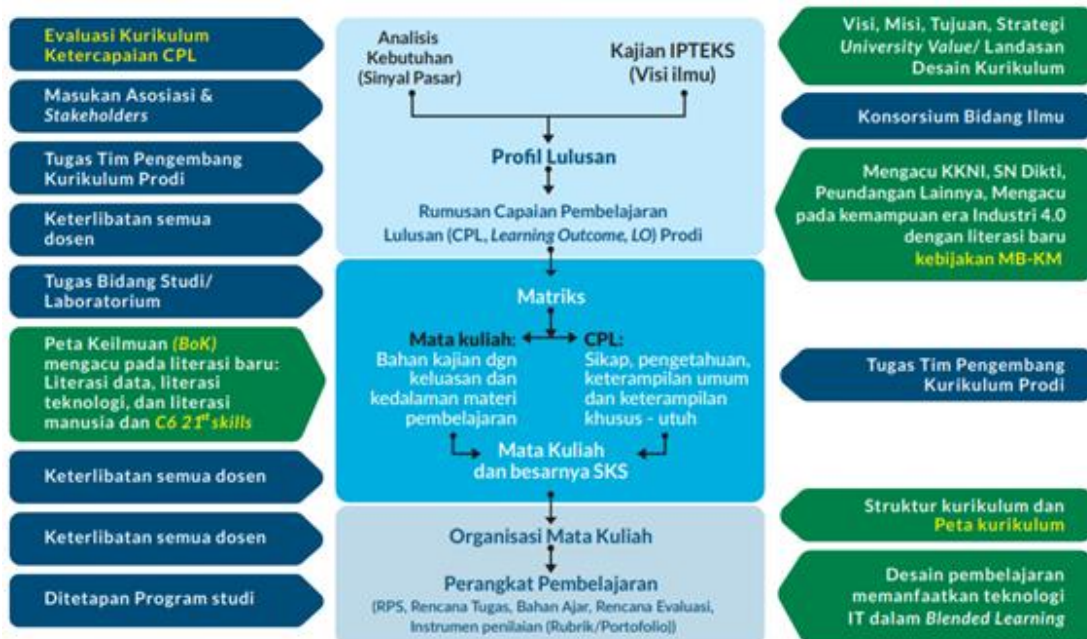 Evaluasi Kurikulum
Ketercapaian CPL
Masukan Asosiasi &
Stakeholders
Tugas Tim Pengembang
Kurikulum Prodi
Keterlibatan semua
dosen
Tugas Bidang Studi/
Laboratorium
Peta Keilmuan (BoK)
mengacu pada literasi baru:
Literasi data, literasi
teknologi, dan literasi
manusia dan C6 21st skills
Keterlibatan semua dosen
Keterlibatan semua dosen
Ditetapan Program studi
Analisis
Kebutuhan
(Sinyal Pasar)
Kajian IPTEKS
(Visi ilmu)
Profil Lulusan
Rumusan Capaian Pembelajaran
Lulusan (CPL, Learning Outcome, LO) Prodi
Matriks
Mata kuliah:
Bahan kajian dgn
keluasan dan
kedalaman materi
pembelajaran
CPL:
Sikap, pengetahuan,
keterampilan umum
dan keterampilan
khusus - utuh
Mata Kuliah
dan besarnya SKS
Organisasi Mata Kuliah
Perangkat Pembelajaran
(RPS, Rencana Tugas, Bahan Ajar, Rencana Evaluasi,
Instrumen penilaian (Rubrik/Portofolio))
Visi, Misi, Tujuan, Strategi
University Value/ Landasan
Desain Kurikulum
Konsorsium Bidang Ilmu
Mengacu KKNI, SN Dikti,
Peundangan Lainnya, Mengacu
pada kemampuan era Industri 4.0
dengan literasi baru
kebijakan MB-KM
Tugas Tim Pengembang
Kurikulum Prodi
Struktur kurikulum dan
Peta kurikulum
Desain pembelajaran
memanfaatkan teknologi
IT dalam Blended Learning